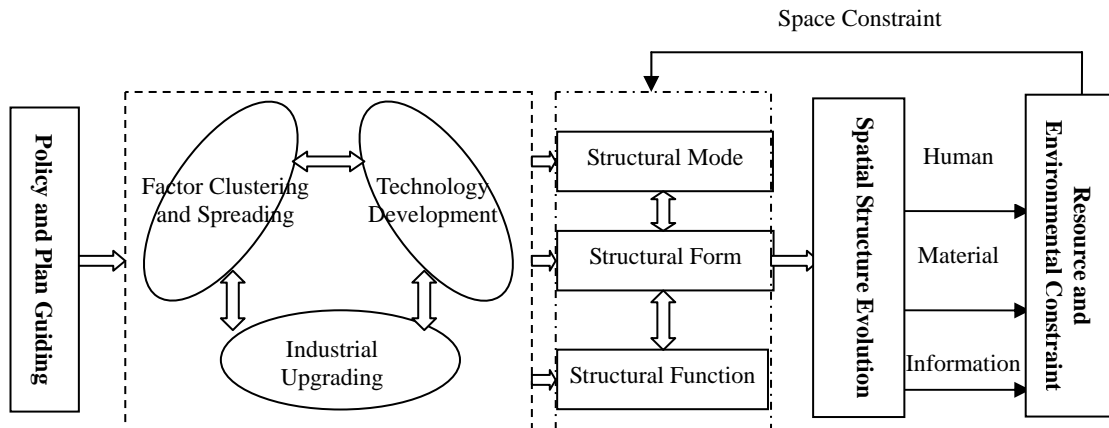 Space Constraint
Policy and Plan Guiding
Factor Clustering
and Spreading
Technology
Development
Industrial
Upgrading
Structural Mode
Structural Form
Structural Function
Spatial Structure Evolution
Human
Material
Information
Resource and
Environmental Constraint